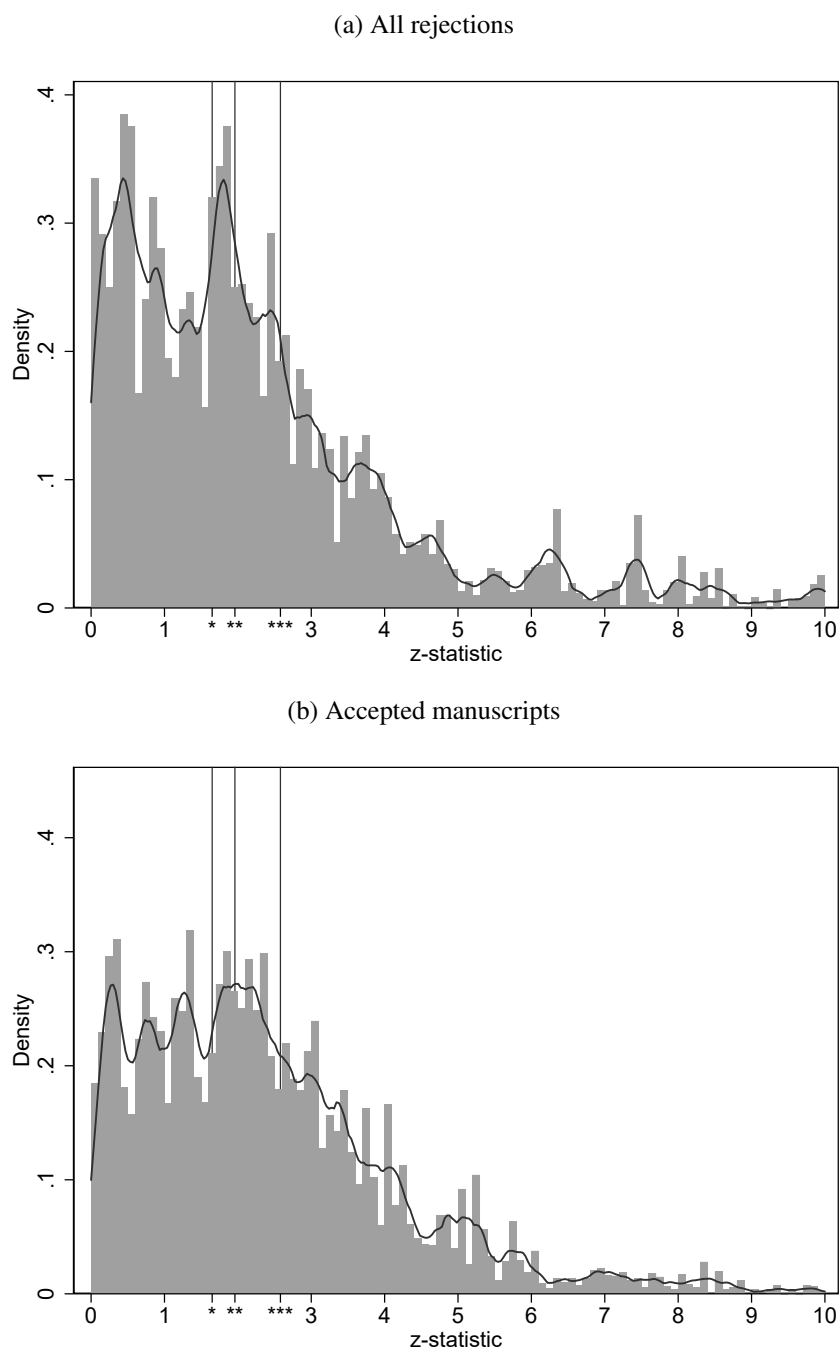 (a) All rejections
.4
.3
.2
.1
0
Density
0 1 * ** *** 3 4 5 6 7 8 9 10
z-statistic
(b) Accepted manuscripts
.4
.3
.2
.1
0
Density
0 1 * ** *** 3 4 5 6 7 8 9 10
z-statistic